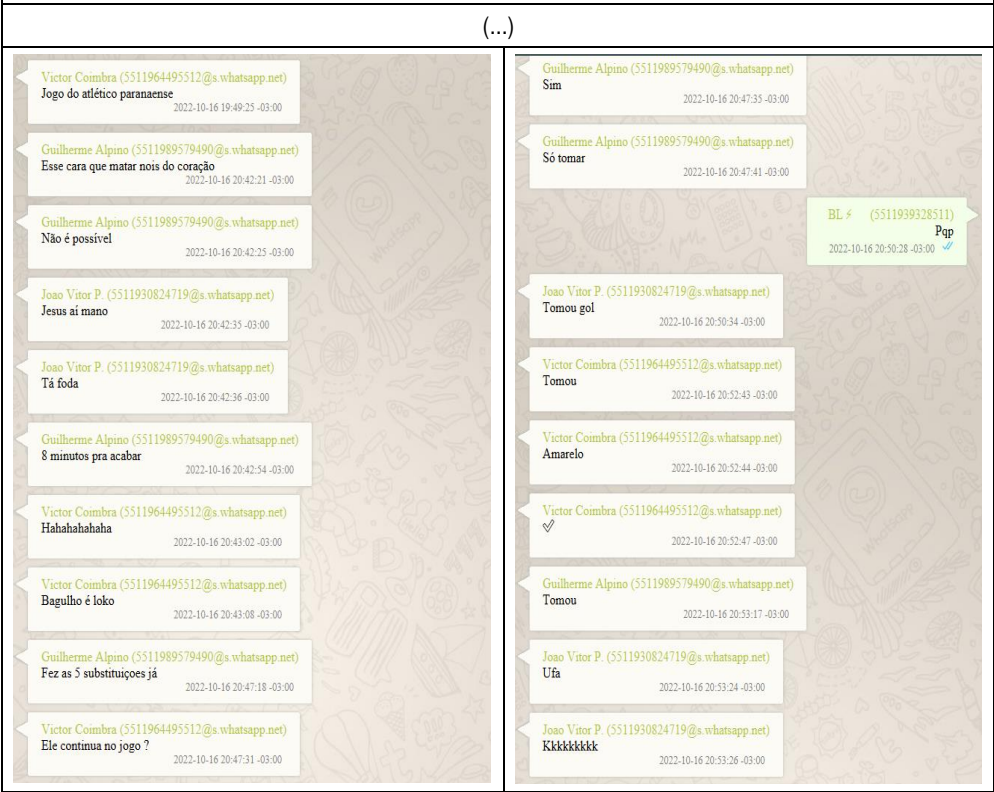 (...)
Victor Coimbra (5511964495512@s.whatsapp.net)
Jogo do atlético paranaense
2022-10-16 19:49:25 -03:00
Guilherme Alpino (5511989579490@s.whatsapp.net)
Esse cara que matar nois do coração
2022-10-16 20:42:21 -03:00
Guilherme Alpino (5511989579490@s.whatsapp.net)
Não é possível
2022-10-16 20:42:25 -03:00
Joao Vitor P. (5511930824719@s.whatsapp.net)
Jesus aí mano
2022-10-16 20:42:35 -03:00
Joao Vitor P. (5511930824719@s.whatsapp.net)
Tá foda
2022-10-16 20:42:36 -03:00
Guilherme Alpino (5511989579490@s.whatsapp.net)
8 minutos pra acabar
2022-10-16 20:42:54 -03:00
Victor Coimbra (5511964495512@s.whatsapp.net)
Hahahahahaha
2022-10-16 20:43:02 -03:00
Victor Coimbra (5511964495512@s.whatsapp.net)
Bagulho é loko
2022-10-16 20:43:08 -03:00
Guilherme Alpino (5511989579490@s.whatsapp.net)
Fez as 5 substituiçoes já
2022-10-16 20:47:18 -03:00
Victor Coimbra (5511964495512@s.whatsapp.net)
Ele continua no jogo ?
2022-10-16 20:47:31 -03:00
Guilherme Alpino (5511989579490@s.whatsapp.net)
Sim
2022-10-16 20:47:35 -03:00
Guilherme Alpino (5511989579490@s.whatsapp.net)
Só tomar
2022-10-16 20:47:41 -03:00
BL⚡ (5511939328511)
Pqp
2022-10-16 20:50:28 -03:00
Joao Vitor P. (5511930824719@s.whatsapp.net)
Tomou gol
2022-10-16 20:50:34 -03:00
Victor Coimbra (5511964495512@s.whatsapp.net)
Tomou
2022-10-16 20:52:43 -03:00
Victor Coimbra (5511964495512@s.whatsapp.net)
Amarelo
2022-10-16 20:52:44 -03:00
Victor Coimbra (5511964495512@s.whatsapp.net)
✅
2022-10-16 20:52:47 -03:00
Guilherme Alpino (5511989579490@s.whatsapp.net)
Tomou
2022-10-16 20:53:17 -03:00
Joao Vitor P. (5511930824719@s.whatsapp.net)
Ufa
2022-10-16 20:53:24 -03:00
Joao Vitor P. (5511930824719@s.whatsapp.net)
Kkkkkkkkk
2022-10-16 20:53:26 -03:00